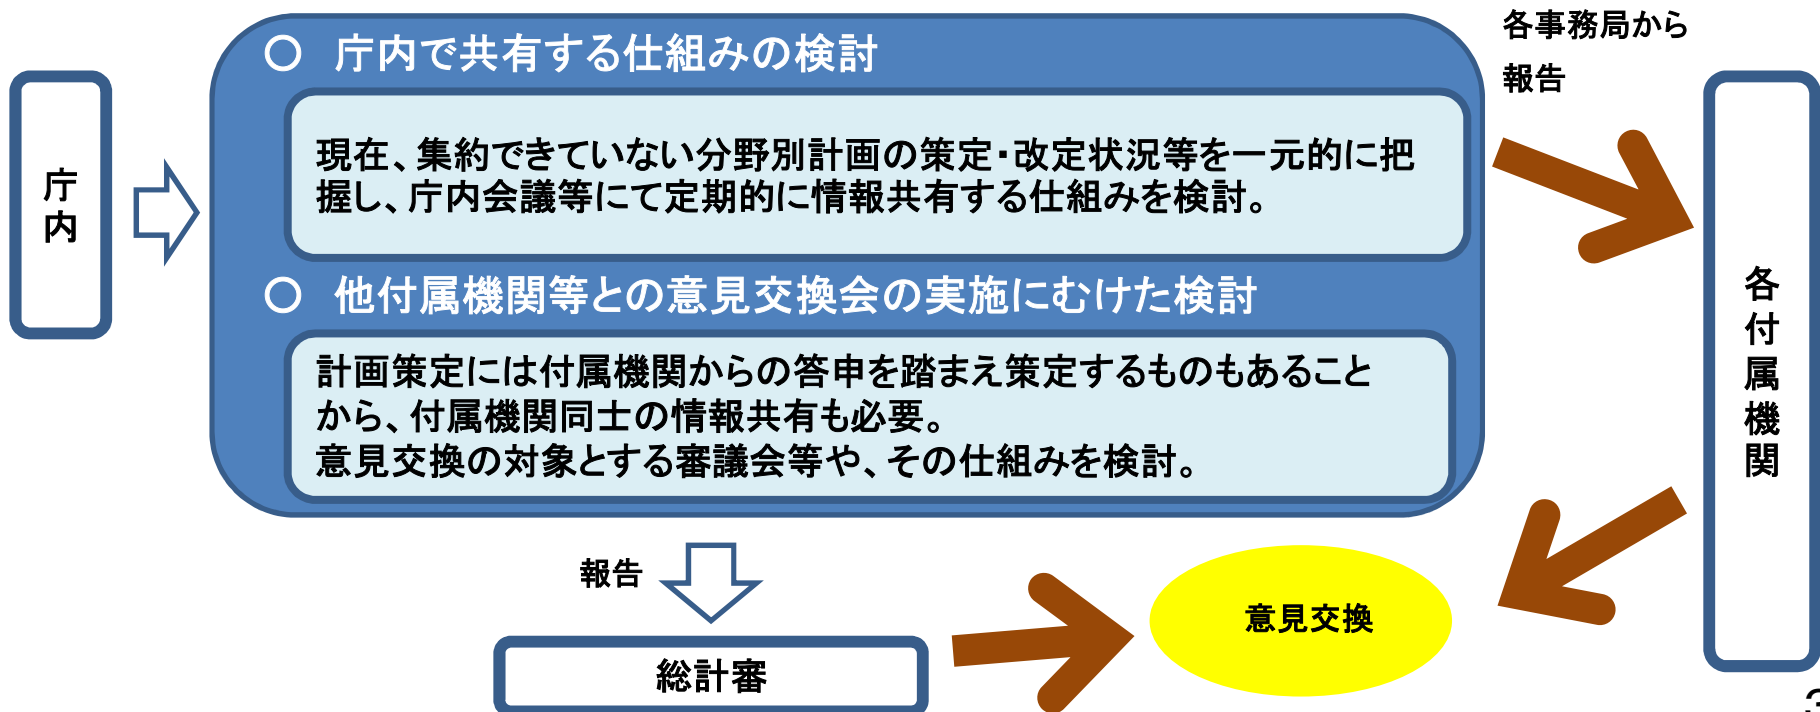 庁内
○ 庁内で共有する仕組みの検討
現在、集約できていない分野別計画の策定・改定状況等を一元的に把
握し、庁内会議等にて定期的に情報共有する仕組みを検討。
○ 他付属機関等との意見交換会の実施にむけた検討
計画策定には付属機関からの答申を踏まえ策定するものもあること
から、付属機関同士の情報共有も必要。
意見交換の対象とする審議会等や、その仕組みを検討。
各事務局から
報告
各付属機関
報告
総計審
意見交換